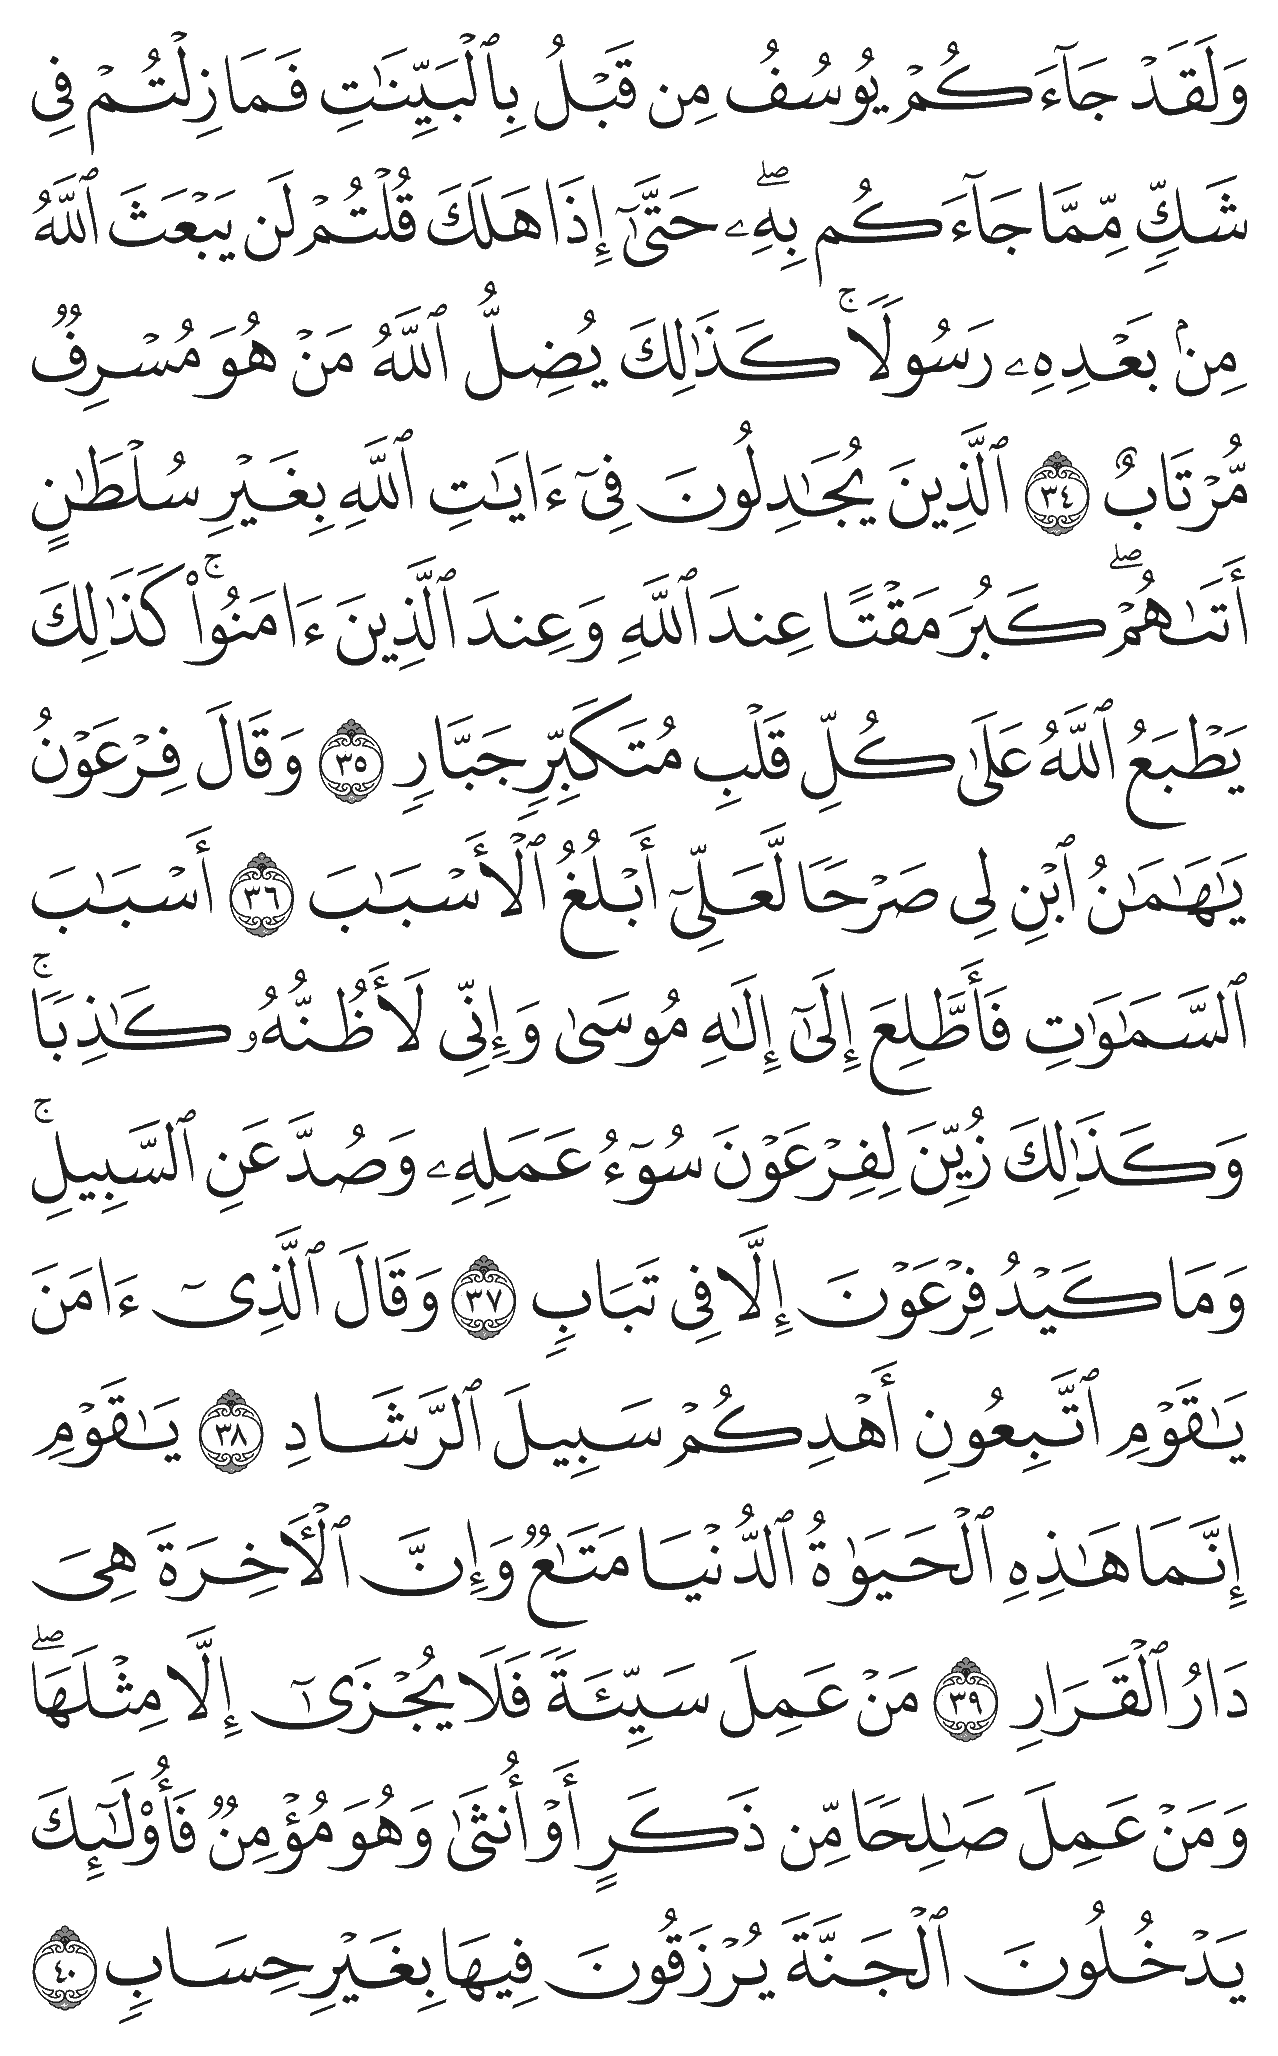 وَلَقَدْ جَآءَكُمْ يُوسُفُ مِن قَبْلُ بِٱلْبَيِّنَٰتِ فَمَا زِلْتُمْ فِى
شَكٍّ مِّمَّا جَآءَكُم بِهِۦ ۖ حَتَّىٰٓ إِذَا هَلَكَ قُلْتُمْ لَن يَبْعَثَ ٱللَّهُ
مِنۢ بَعْدِهِۦ رَسُولًا ۚ كَذَٰلِكَ يُضِلُّ ٱللَّهُ مَنْ هُوَ مُسْرِفٌ
مُّرْتَابٌ ٣٤ ٱلَّذِينَ يُجَٰدِلُونَ فِىٓ ءَايَٰتِ ٱللَّهِ بِغَيْرِ سُلْطَٰنٍ
أَتَىٰهُمْ ۖ كَبُرَ مَقْتًا عِندَ ٱللَّهِ وَعِندَ ٱلَّذِينَ ءَامَنُوا۟ ۚ كَذَٰلِكَ
يَطْبَعُ ٱللَّهُ عَلَىٰ كُلِّ قَلْبِ مُتَكَبِّرٍ جَبَّارٍ ٣٥ وَقَالَ فِرْعَوْنُ
يَٰهَٰمَٰنُ ٱبْنِ لِى صَرْحًا لَّعَلِّىٓ أَبْلُغُ ٱلْأَسْبَٰبَ ٣٦ أَسْبَٰبَ
ٱلسَّمَٰوَٰتِ فَأَطَّلِعَ إِلَىٰٓ إِلَٰهِ مُوسَىٰ وَإِنِّى لَأَظُنُّهُۥ كَٰذِبًا ۚ
وَكَذَٰلِكَ زُيِّنَ لِفِرْعَوْنَ سُوٓءُ عَمَلِهِۦ وَصُدَّ عَنِ ٱلسَّبِيلِ ۚ
وَمَا كَيْدُ فِرْعَوْنَ إِلَّا فِى تَبَابٍ ٣٧ وَقَالَ ٱلَّذِىٓ ءَامَنَ
يَٰقَوْمِ ٱتَّبِعُونِ أَهْدِكُمْ سَبِيلَ ٱلرَّشَادِ ٣٨ يَٰقَوْمِ
إِنَّمَا هَٰذِهِ ٱلْحَيَوٰةُ ٱلدُّنْيَا مَتَٰعٌ وَإِنَّ ٱلْءَاخِرَةَ هِىَ
دَارُ ٱلْقَرَارِ ٣٩ مَنْ عَمِلَ سَيِّئَةً فَلَا يُجْزَىٰٓ إِلَّا مِثْلَهَا ۖ
وَمَنْ عَمِلَ صَٰلِحًا مِّن ذَكَرٍ أَوْ أُنثَىٰ وَهُوَ مُؤْمِنٌ فَأُو۟لَٰٓئِكَ
يَدْخُلُونَ ٱلْجَنَّةَ يُرْزَقُونَ فِيهَا بِغَيْرِ حِسَابٍ ٤٠